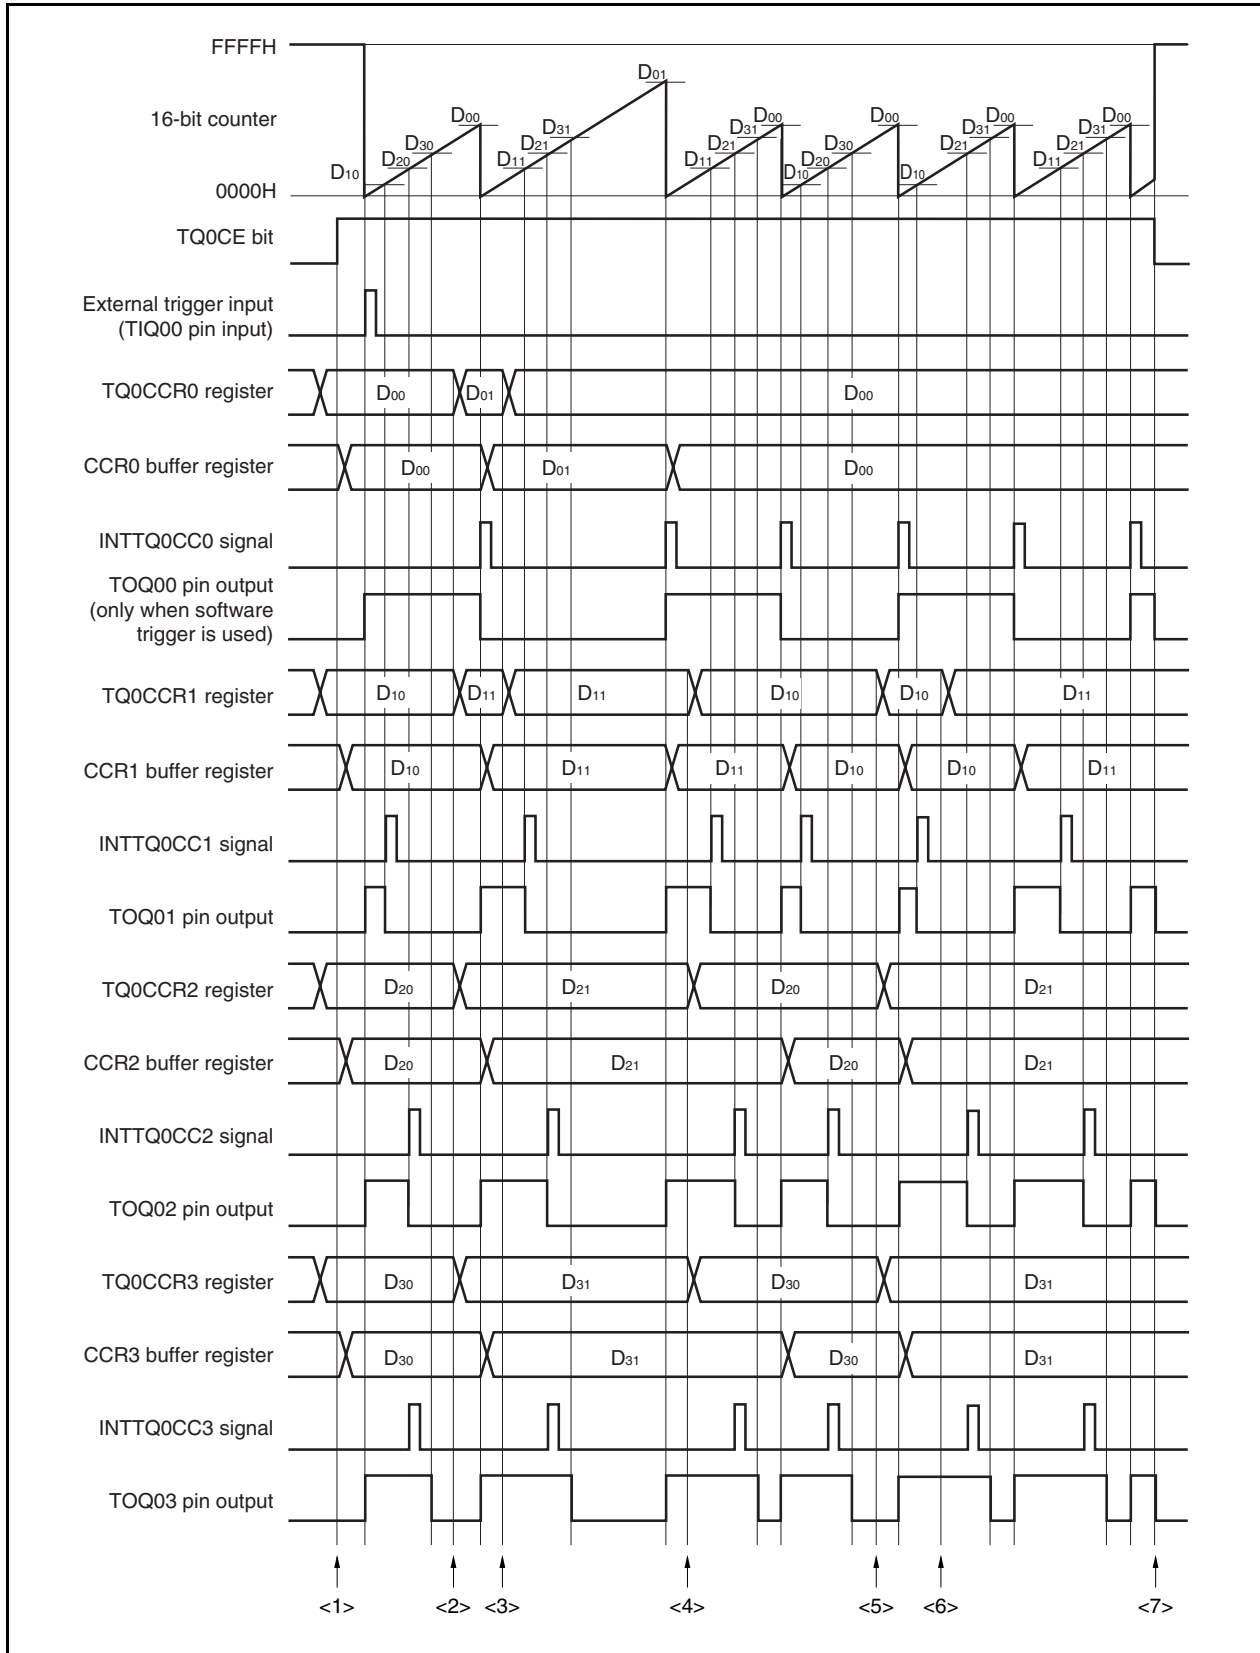 FFFFH
16-bit counter
0000H
D10 D20 D30 D00 D11 D21 D31 D01 D11 D21 D31 D00 D10 D20 D30 D00 D10 D21 D31 D00 D11 D21 D31 D00
TQ0CE bit
External trigger input
(TIQ00 pin input)
TQ0CCR0 register D00 D01 D00
CCR0 buffer register D00 D01 D00
INTTQ0CC0 signal
TOQ00 pin output
(only when software
trigger is used)
TQ0CCR1 register D10 D11 D11 D10 D10 D11
CCR1 buffer register D10 D11 D11 D10 D10 D11
INTTQ0CC1 signal
TOQ01 pin output
TQ0CCR2 register D20 D21 D20 D21
CCR2 buffer register D20 D21 D20 D21
INTTQ0CC2 signal
TOQ02 pin output
TQ0CCR3 register D30 D31 D30 D31
CCR3 buffer register D30 D31 D30 D31
INTTQ0CC3 signal
TOQ03 pin output
<1> <2> <3> <4> <5> <6> <7>